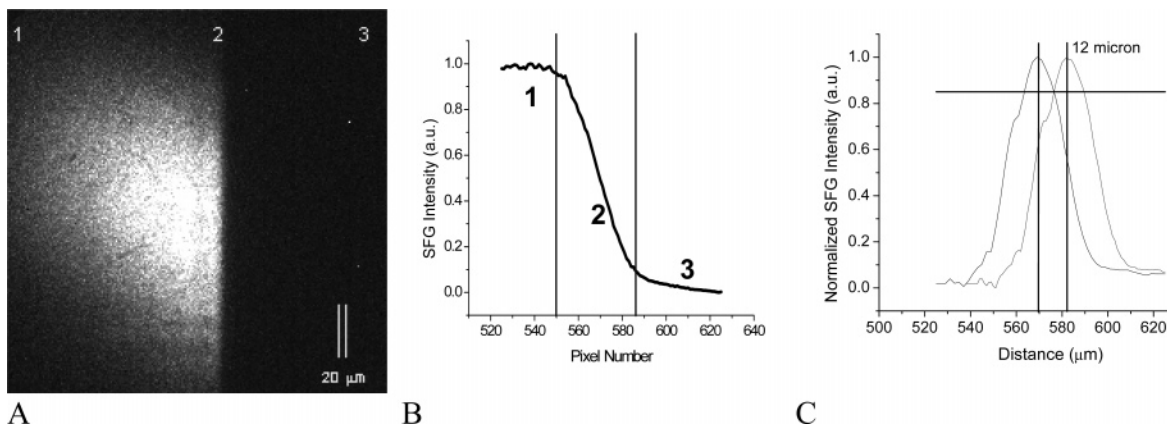 1 2 3
20 μm
A
SFG Intensity (a.u.)
1.0
0.8
0.6
0.4
0.2
0.0
1
2
3
520 540 560 580 600 620 640
Pixel Number
B
Normalized SFG Intensity (a.u.)
1.0
0.8
0.6
0.4
0.2
0.0
12 micron
500 520 540 560 580 600 620
Distance (μm)
C